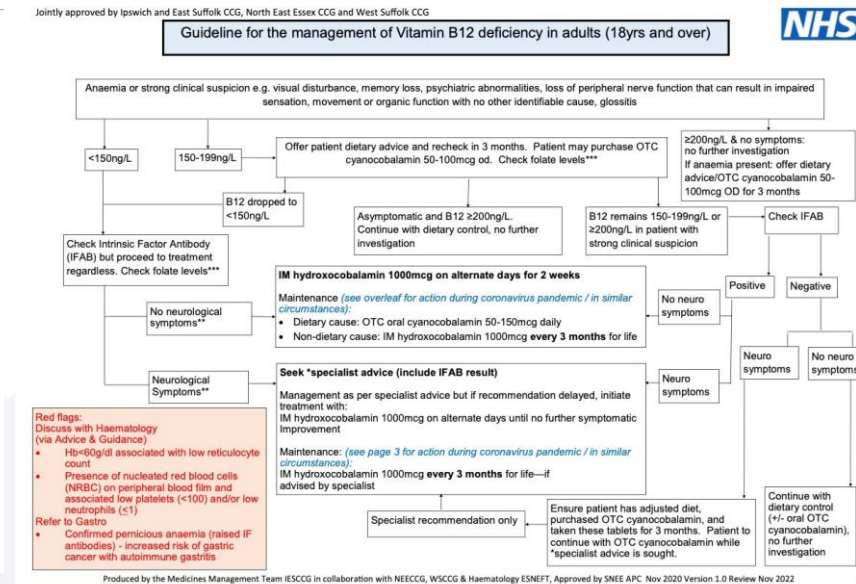 Jointly approved by Ipswich and East Suffolk CCG, North East Essex CCG and West Suffolk CCG
NHS
Guideline for the management of Vitamin B12 deficiency in adults (18yrs and over)
Anaemia or strong clinical suspicion e.g. visual disturbance, memory loss, psychiatric abnormalities, loss of peripheral nerve function that can result in impaired
sensation, movement or organic function with no other identifiable cause, glossitis
<150ng/L
150-199ng/L
Offer patient dietary advice and recheck in 3 months. Patient may purchase OTC
cyanocobalamin 50-100mcg od. Check folate levels***
≥200ng/L & no symptoms:
no further investigation
If anaemia present: offer dietary
advice/OTC cyanocobalamin 50-
100mcg OD for 3 months
B12 dropped to
<150ng/L
Asymptomatic and B12 ≥200ng/L.
Continue with dietary control, no further
investigation
B12 remains 150-199ng/L or
≥200ng/L in patient with
strong clinical suspicion
Check IFAB
Check Intrinsic Factor Antibody
(IFAB) but proceed to treatment
regardless. Check folate levels***
Positive
Negative
No neurological
symptoms**
IM hydroxocobalamin 1000mcg on alternate days for 2 weeks
Maintenance (see overleaf for action during coronavirus pandemic / in similar
circumstances):
• Dietary cause: OTC oral cyanocobalamin 50-150mcg daily
• Non-dietary cause: IM hydroxocobalamin 1000mcg every 3 months for life
No neuro
symptoms
Neuro
symptoms
No neuro
symptoms
Neurological
Symptoms**
Seek *specialist advice (include IFAB result)
Management as per specialist advice but if recommendation delayed, initiate
treatment with:
IM hydroxocobalamin 1000mcg on alternate days until no further symptomatic
Improvement
Maintenance: (see page 3 for action during coronavirus pandemic / in similar
circumstances):
IM hydroxocobalamin 1000mcg every 3 months for life—if
advised by specialist
Neuro
symptoms
Red flags:
Discuss with Haematology
(via Advice & Guidance)
• Hb<60g/dl associated with low reticulocyte
count
• Presence of nucleated red blood cells
(NRBC) on peripheral blood film and
associated low platelets (<100) and/or low
neutrophils (≤1)
Refer to Gastro
• Confirmed pernicious anaemia (raised IF
antibodies) - increased risk of gastric
cancer with autoimmune gastritis
Specialist recommendation only
Ensure patient has adjusted diet,
purchased OTC cyanocobalamin, and
taken these tablets for 3 months. Patient to
continue with OTC cyanocobalamin while
*specialist advice is sought.
Continue with
dietary control
(+/- oral OTC
cyanocobalamin),
no further
investigation
Produced by the Medicines Management Team IESCCG in collaboration with NEECCG, WSCCG & Haematology ESNEFT, Approved by SNEE APC Nov 2020 Version 1.0 Review Nov 2022